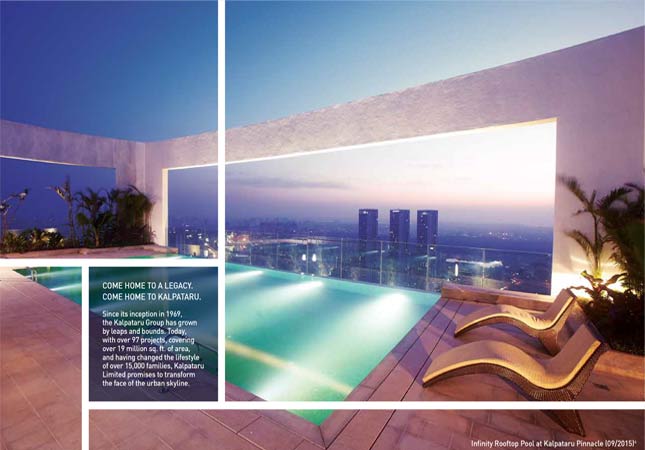 COME HOME TO A LEGACY.
COME HOME TO KALPATARU.
Since its inception in 1969,
the Kalpataru Group has grown
by leaps and bounds. Today,
with over 97 projects, covering
over 19 million sq. ft. of area,
and having changed the lifestyle
of over 15,000 families, Kalpataru
Limited promises to transform
the face of the urban skyline.
Infinity Rooftop Pool at Kalpataru Pinnacle (09/2015)